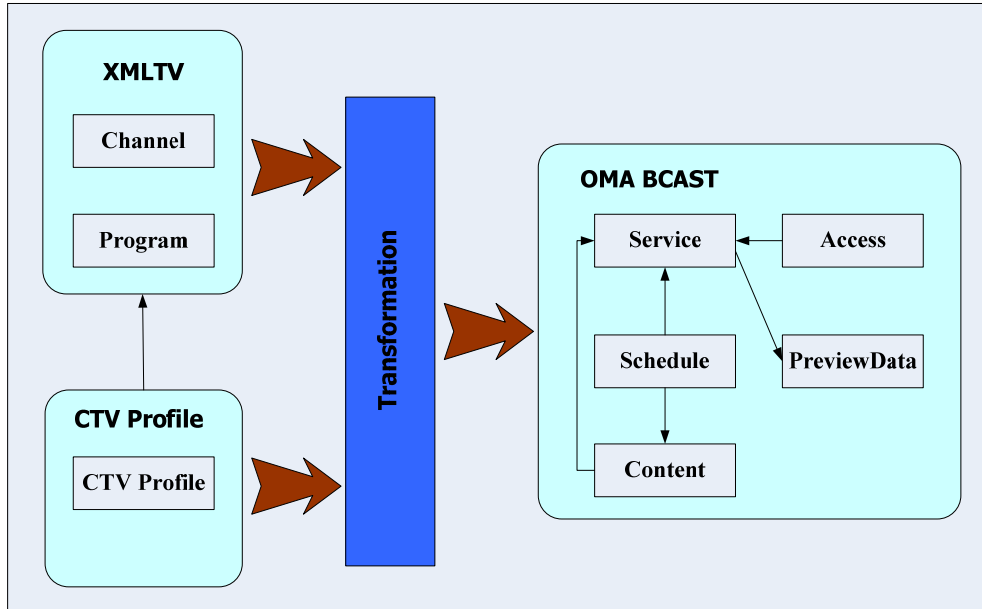 XMLTV
Channel
Program
CTV Profile
CTV Profile
Transformation
OMA BCAST
Service
Access
Schedule
PreviewData
Content